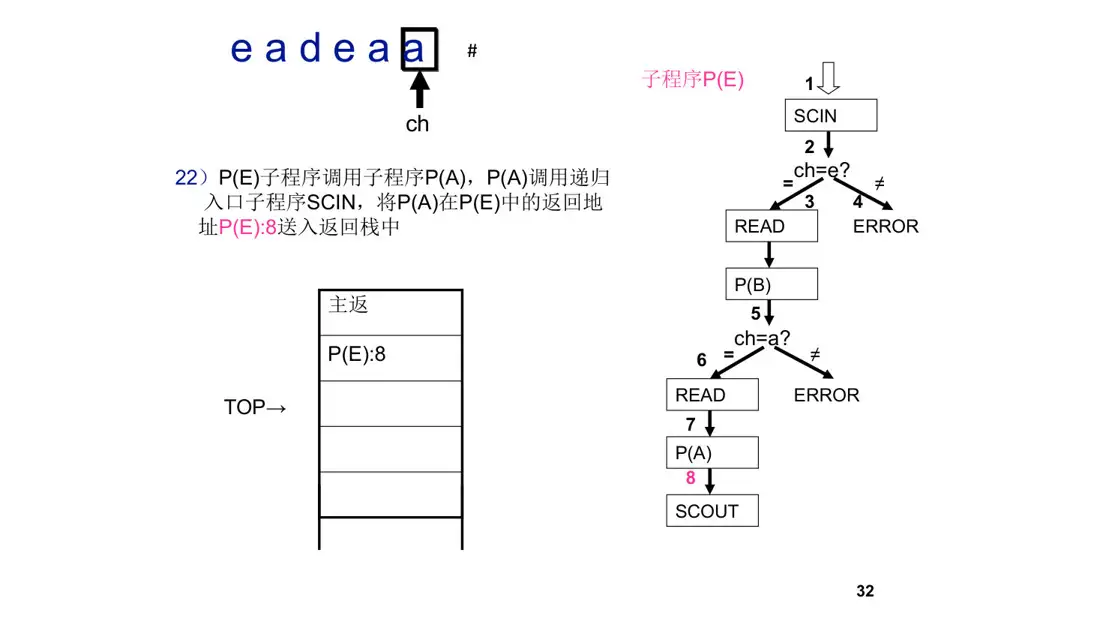 e a d e a a #
ch
22）P(E)子程序调用子程序P(A)，P(A)调用递归
入口子程序SCIN，将P(A)在P(E)中的返回地
址P(E):8送入返回栈中
主返
P(E):8
TOP→
子程序P(E)
1
SCIN
2
ch=e?
= ≠
3 4
READ ERROR
P(B)
5
ch=a?
6 = ≠
READ ERROR
7
P(A)
8
SCOUT
32